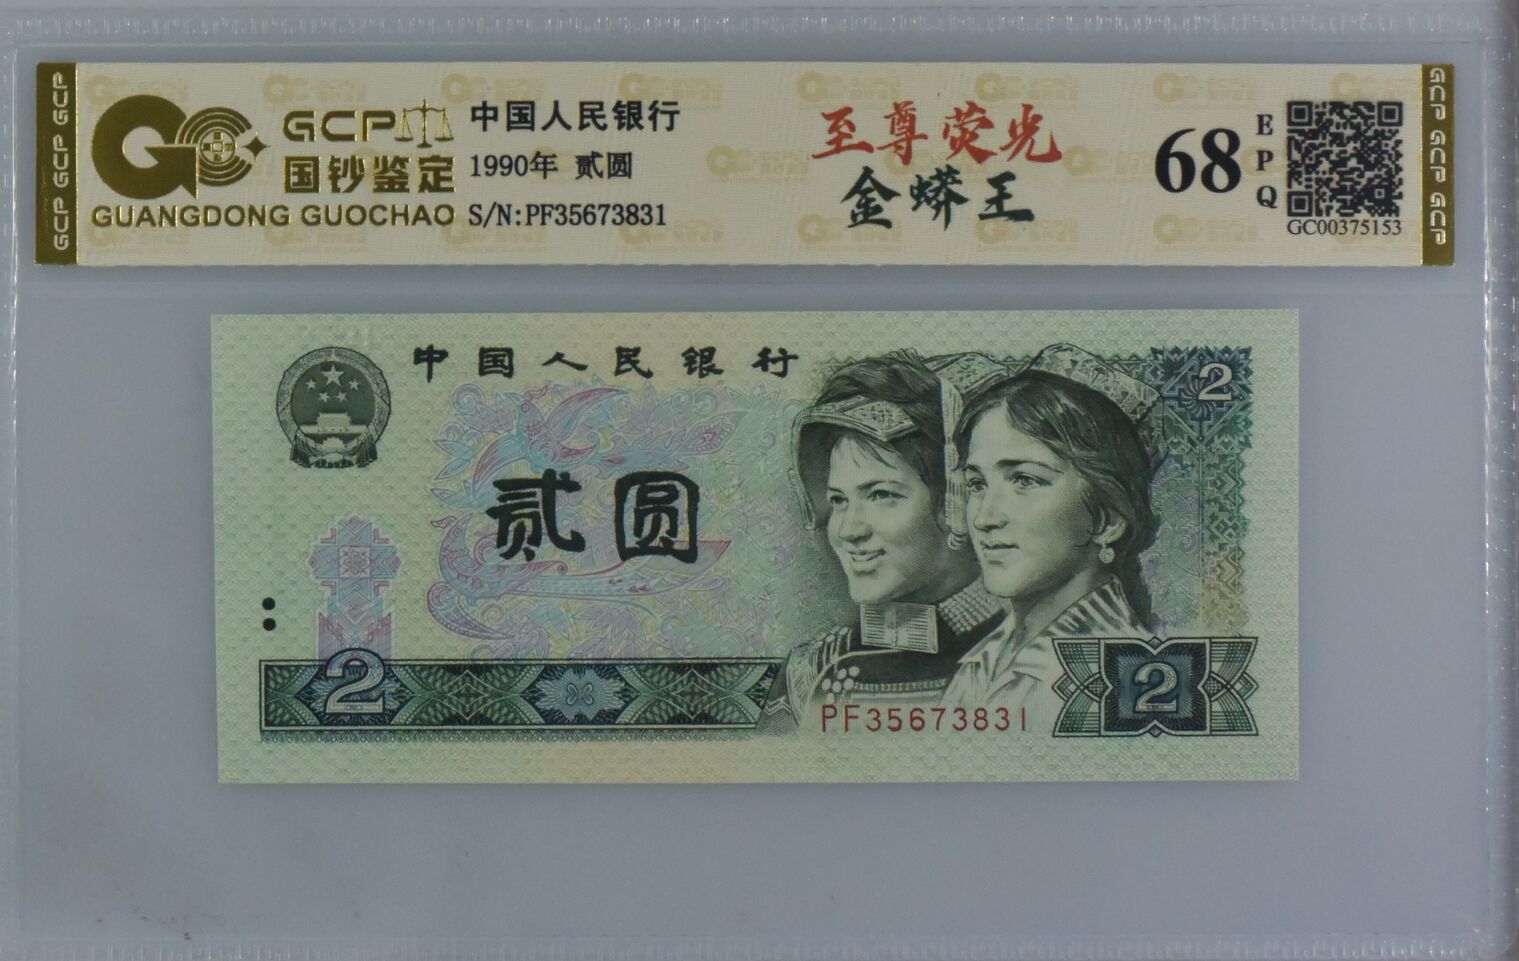 GCP GCP GCP
GCP
国钞鉴定
GUANGDONG GUOCHAO
中国人民银行
1990年 贰圆
S/N:PF35673831
至尊荧光
金蟒王
68
EPQ
GC00375153
GCP GCP GCP
中国人民银行
2
贰圆
2
2
PF35673831